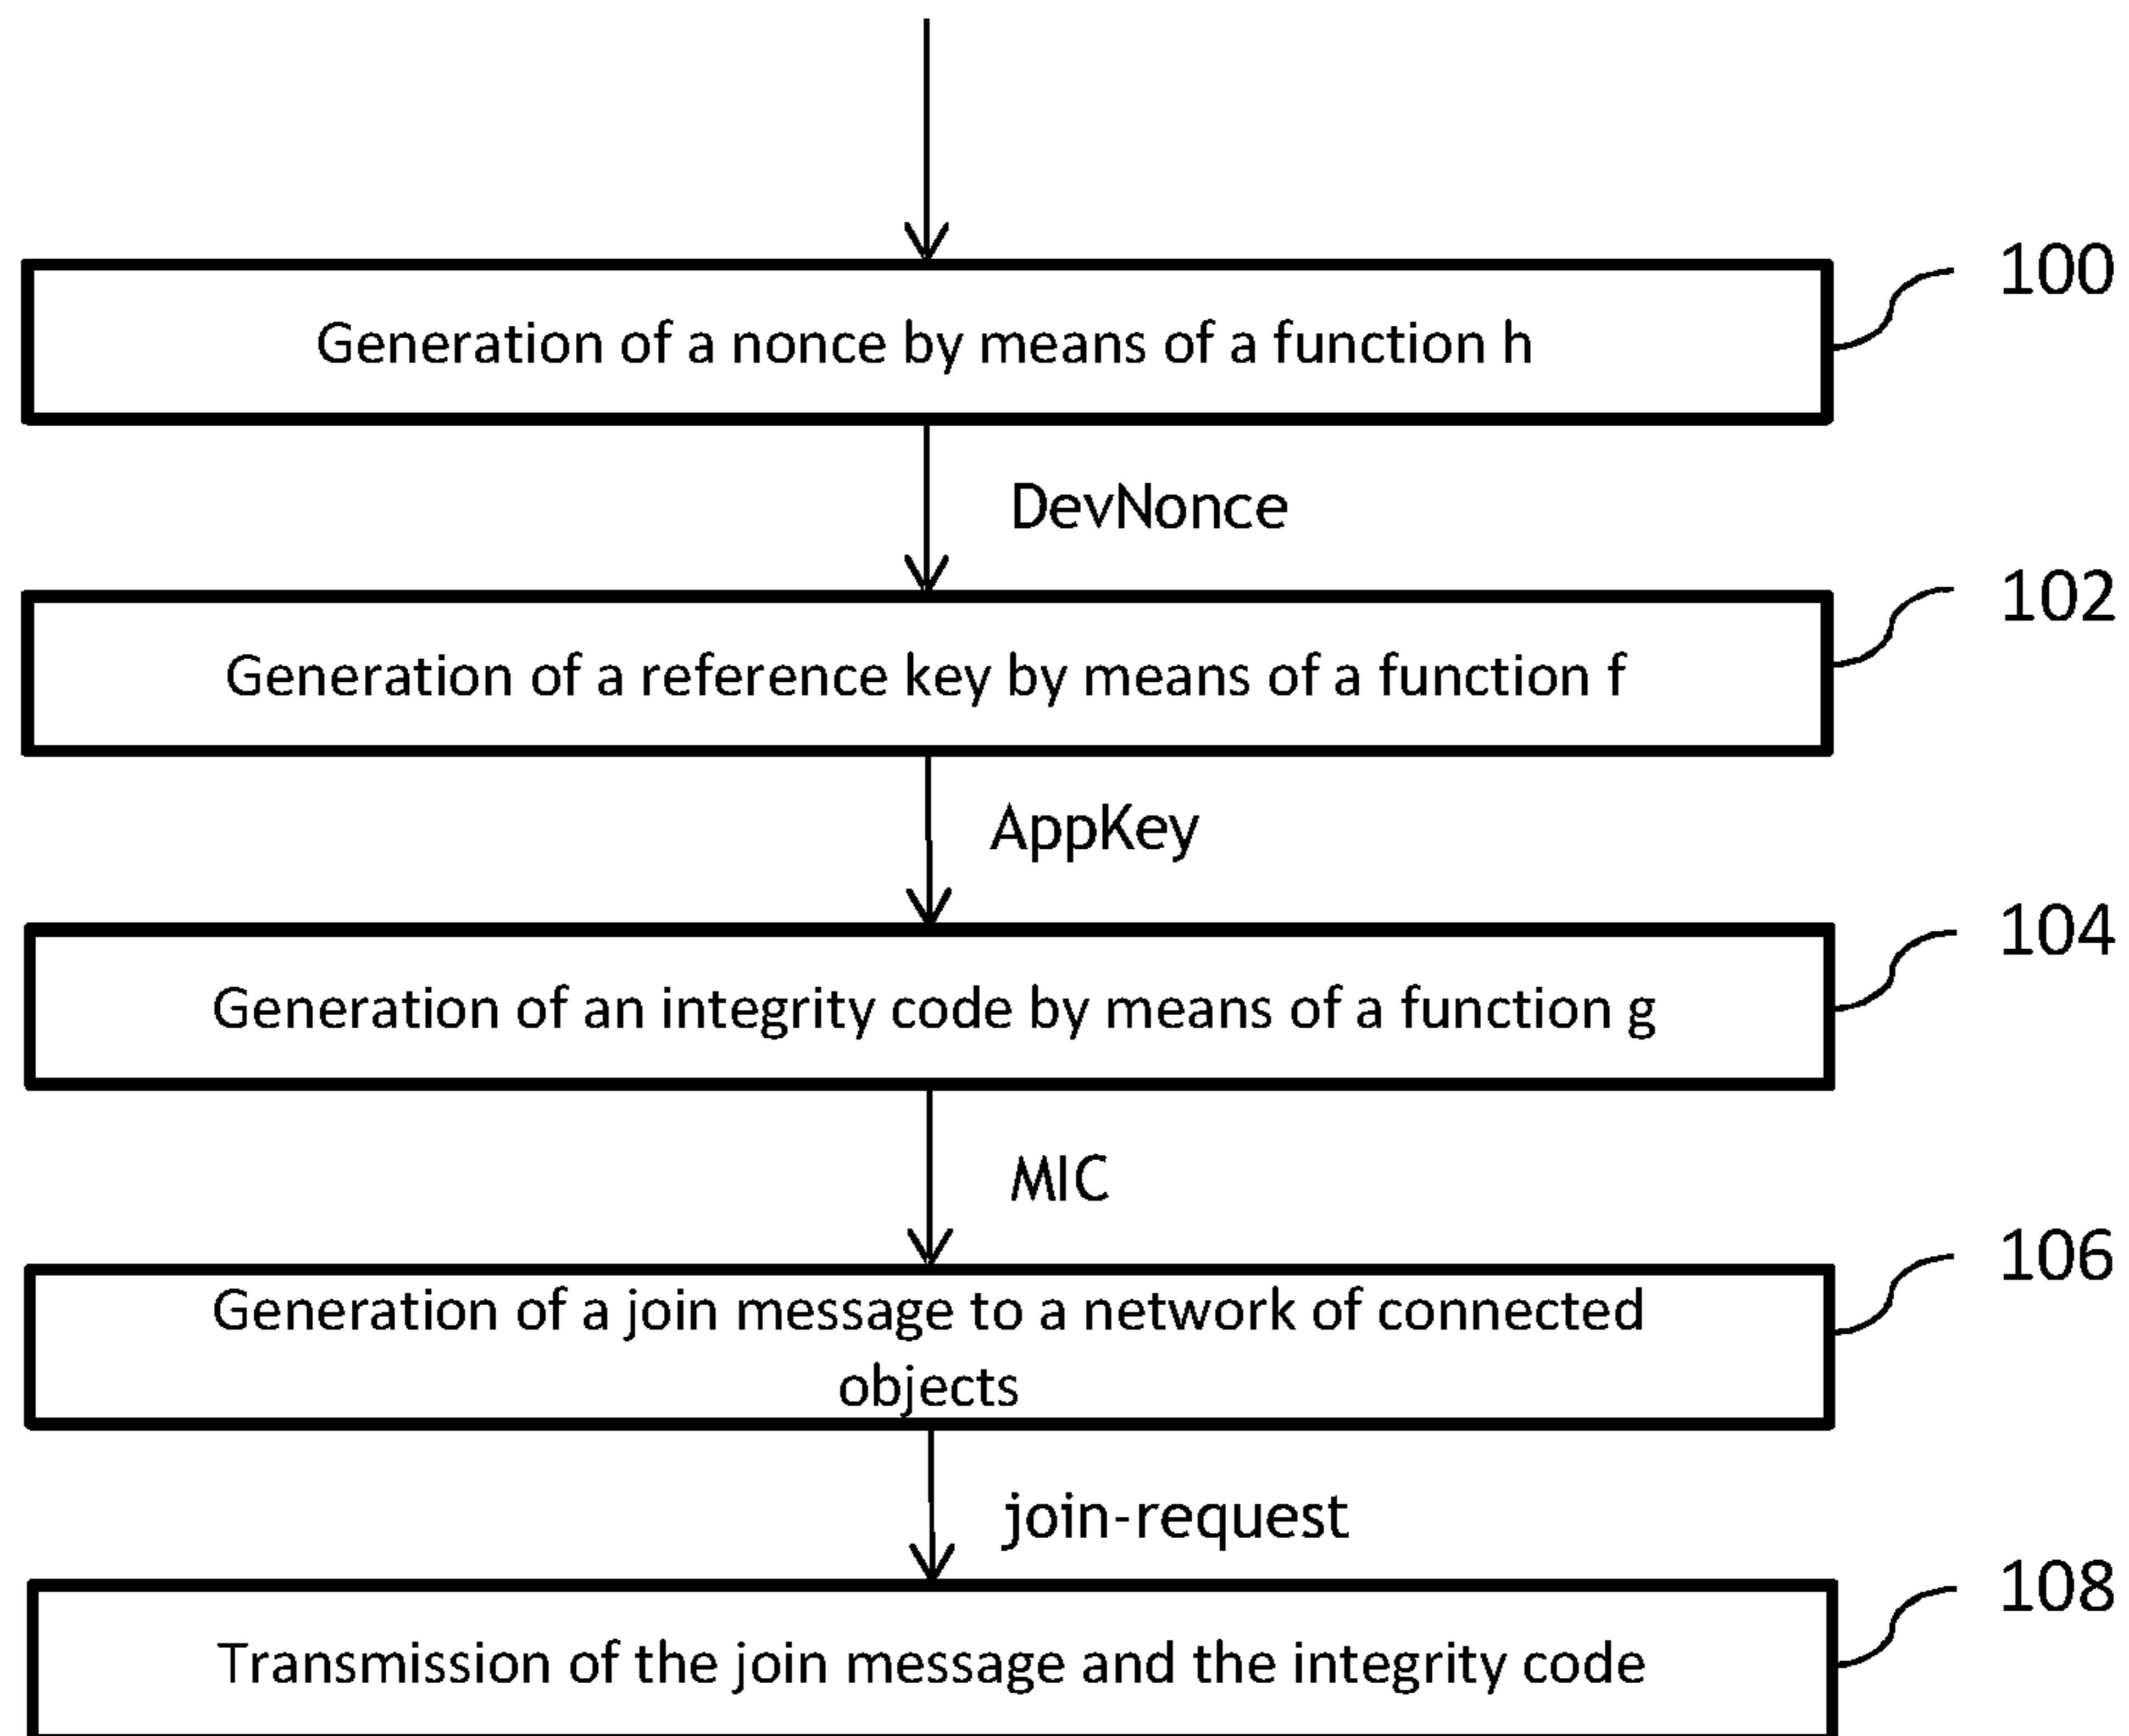 100
Generation of a nonce by means of a function h
DevNonce
102
Generation of a reference key by means of a function f
AppKey
104
Generation of an integrity code by means of a function g
MIC
106
Generation of a join message to a network of connected
objects
join-request
108
Transmission of the join message and the integrity code